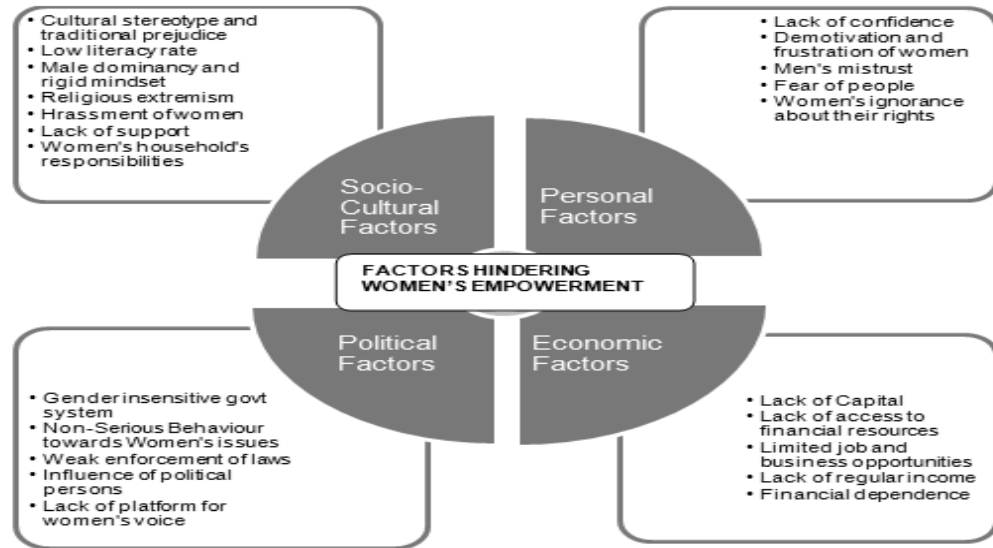 • Cultural stereotype and
traditional prejudice
• Low literacy rate
• Male dominancy and
rigid mindset
• Religious extremism
• Hrassment of women
• Lack of support
• Women's household's
responsibilities
• Lack of confidence
• Demotivation and
frustration of women
• Men's mistrust
• Fear of people
• Women's ignorance
about their rights
Socio-
Cultural
Factors
Personal
Factors
FACTORS HINDERING
WOMEN'S EMPOWERMENT
Political
Factors
Economic
Factors
• Gender insensitive govt
system
• Non-Serious Behaviour
towards Women's issues
• Weak enforcement of laws
• Influence of political
persons
• Lack of platform for
women's voice
• Lack of Capital
• Lack of access to
financial resources
• Limited job and
business opportunities
• Lack of regular income
• Financial dependence